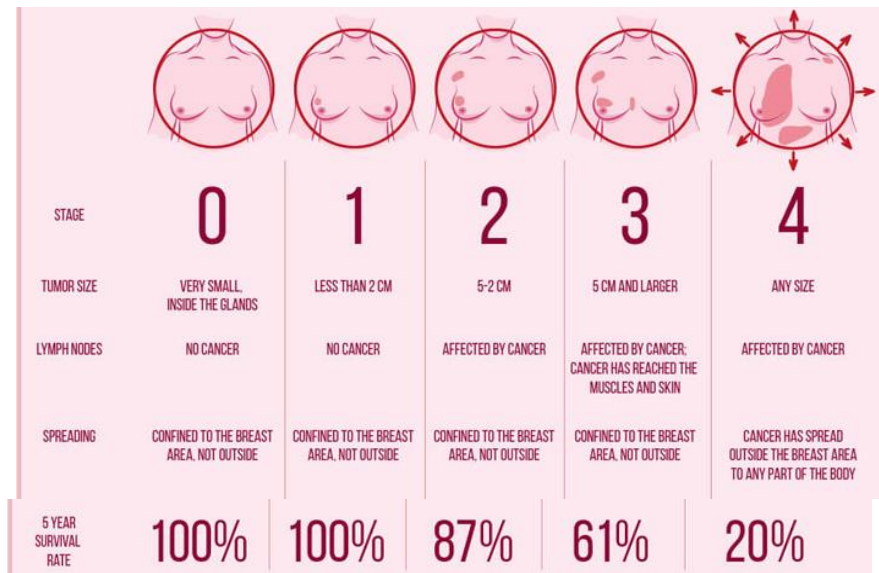 STAGE
0
1
2
3
4
TUMOR SIZE
VERY SMALL,
INSIDE THE GLANDS
LESS THAN 2 CM
5-2 CM
5 CM AND LARGER
ANY SIZE
LYMPH NODES
NO CANCER
NO CANCER
AFFECTED BY CANCER
AFFECTED BY CANCER;
CANCER HAS REACHED THE
MUSCLES AND SKIN
AFFECTED BY CANCER
SPREADING
CONFINED TO THE BREAST
AREA, NOT OUTSIDE
CONFINED TO THE BREAST
AREA, NOT OUTSIDE
CONFINED TO THE BREAST
AREA, NOT OUTSIDE
CONFINED TO THE BREAST
AREA, NOT OUTSIDE
CANCER HAS SPREAD
OUTSIDE THE BREAST AREA
TO ANY PART OF THE BODY
5 YEAR
SURVIVAL
RATE
100%
100%
87%
61%
20%